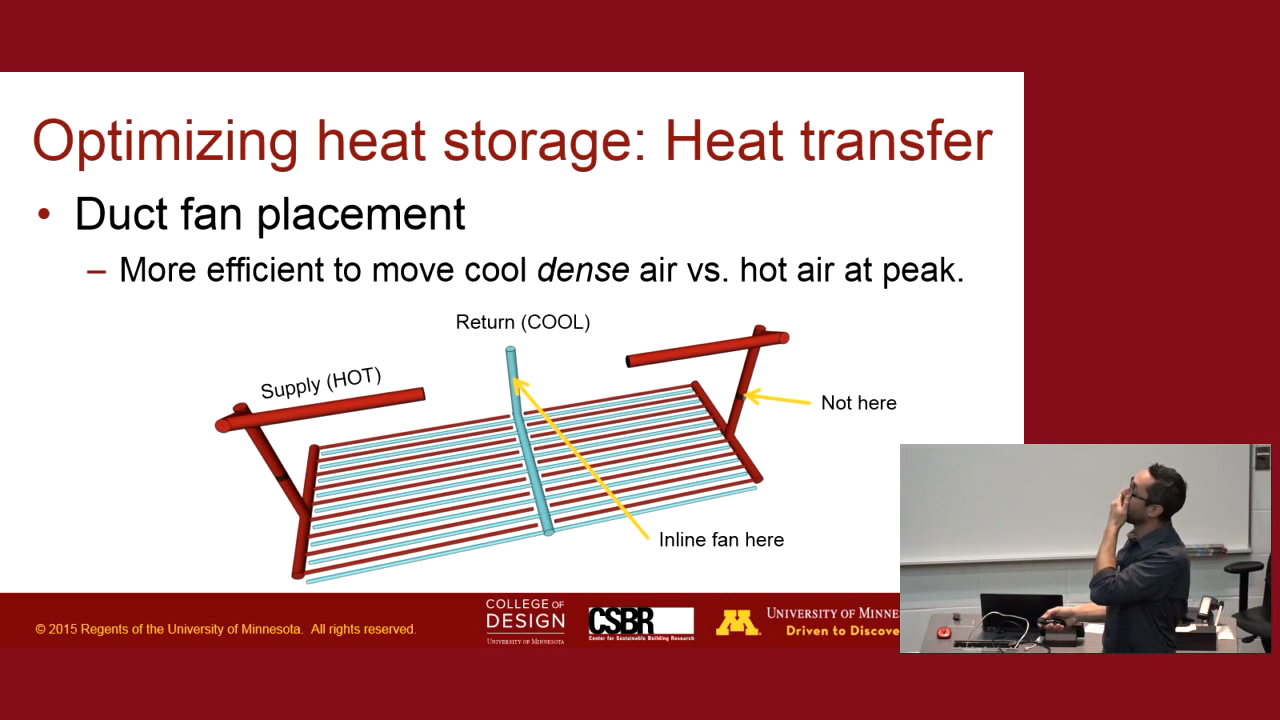 Optimizing heat storage: Heat transfer
• Duct fan placement
– More efficient to move cool dense air vs. hot air at peak.
Return (COOL)
Supply (HOT)
Not here
Inline fan here
© 2015 Regents of the University of Minnesota. All rights reserved.
COLLEGE OF
DESIGN
UNIVERSITY OF MINNESOTA
CSBR
Center for Sustainable Building Research
M
UNIVERSITY OF MINNE
Driven to Discove